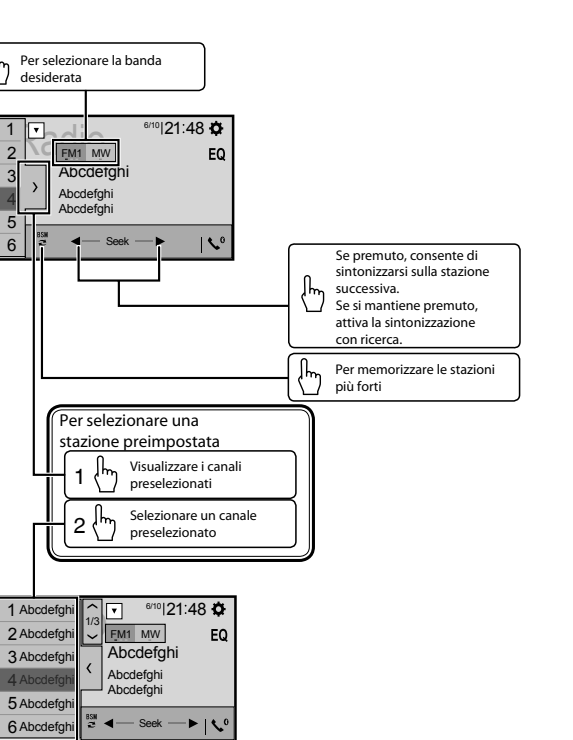 Per selezionare la banda
desiderata
1
2
3
4
5
6
Radio
6/10 21:48
FM1 MW
EQ
Abcdefghi
Abcdefghi
Abcdefghi
BSM
Seek
0
Se premuto, consente di
sintonizzarsi sulla stazione
successiva.
Se si mantiene premuto,
attiva la sintonizzazione
con ricerca.
Per memorizzare le stazioni
più forti
Per selezionare una
stazione preimpostata
1 Visualizzare i canali
preselezionati
2 Selezionare un canale
preselezionato
1 Abcdefghi
2 Abcdefghi
3 Abcdefghi
4 Abcdefghi
5 Abcdefghi
6 Abcdefghi
1/3
6/10 21:48
FM1 MW
EQ
Abcdefghi
Abcdefghi
Abcdefghi
BSM
Seek
0